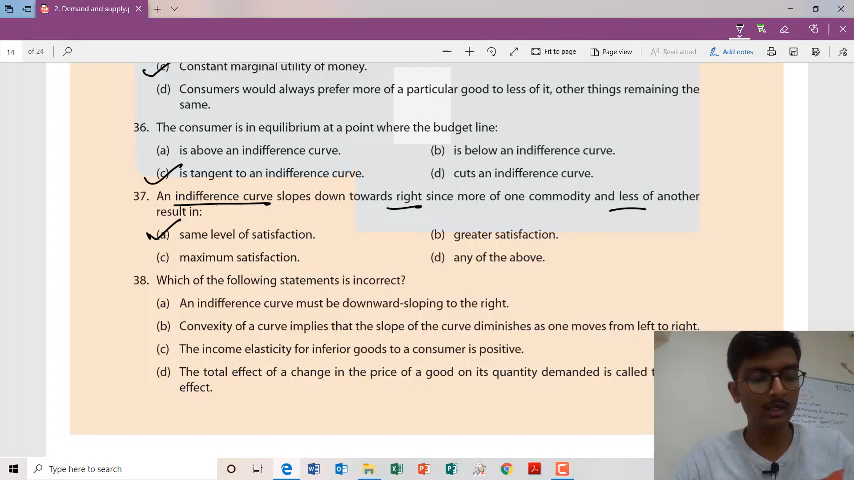 2. Demand and supply.p
14 of 24
Fit to page
Page view
Read aloud
Add notes
(c) Constant marginal utility of money.
(d) Consumers would always prefer more of a particular good to less of it, other things remaining the
same.
36. The consumer is in equilibrium at a point where the budget line:
(a) is above an indifference curve. (b) is below an indifference curve.
(c) is tangent to an indifference curve. (d) cuts an indifference curve.
37. An indifference curve slopes down towards right since more of one commodity and less of another
result in:
(a) same level of satisfaction. (b) greater satisfaction.
(c) maximum satisfaction. (d) any of the above.
38. Which of the following statements is incorrect?
(a) An indifference curve must be downward-sloping to the right.
(b) Convexity of a curve implies that the slope of the curve diminishes as one moves from left to right.
(c) The income elasticity for inferior goods to a consumer is positive.
(d) The total effect of a change in the price of a good on its quantity demanded is called
effect.
Type here to search